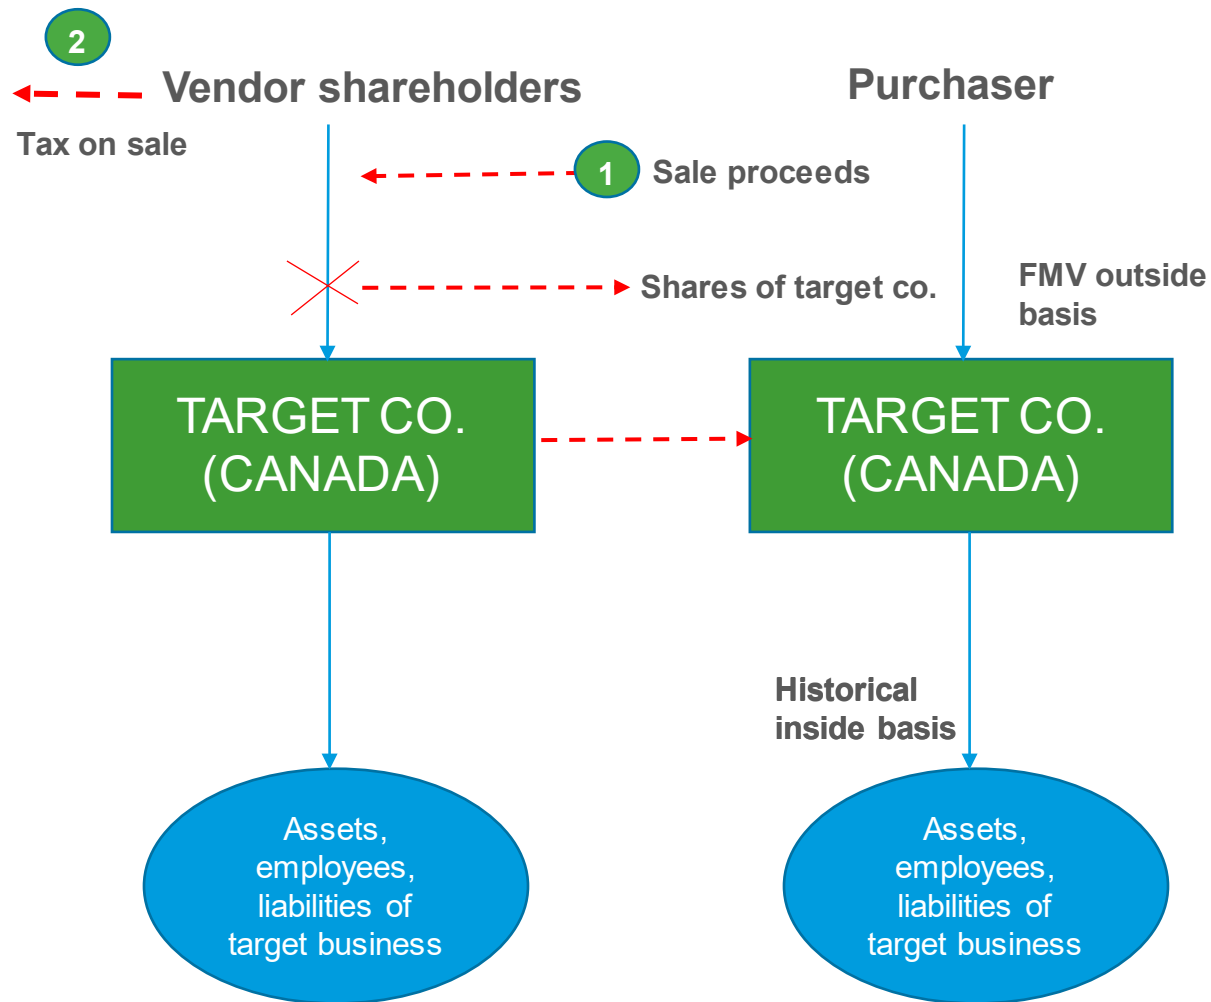 2
Vendor shareholders
Purchaser
Tax on sale
1
Sale proceeds
Shares of target co.
FMV outside
basis
TARGET CO.
(CANADA)
TARGET CO.
(CANADA)
Historical
inside basis
Assets,
employees,
liabilities of
target business
Assets,
employees,
liabilities of
target business